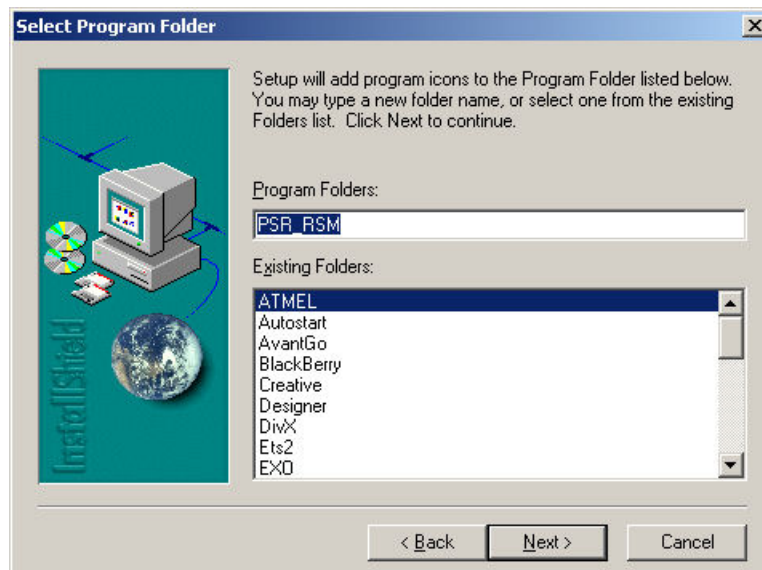 Select Program Folder
Setup will add program icons to the Program Folder listed below.
You may type a new folder name, or select one from the existing
Folders list. Click Next to continue.
Program Folders:
PSR_RSM
Existing Folders:
ATMEL
Autostart
AvantGo
BlackBerry
Creative
Designer
DivX
Ets2
EXO
InstallShield
< Back
Next >
Cancel